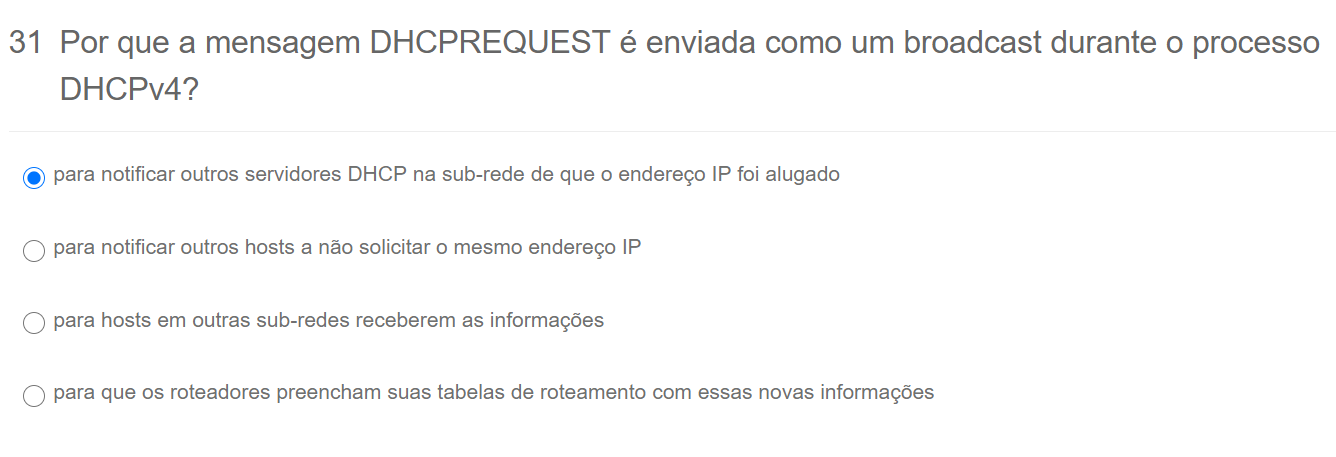 31 Por que a mensagem DHCPREQUEST é enviada como um broadcast durante o processo
DHCPv4?
para notificar outros servidores DHCP na sub-rede de que o endereço IP foi alugado
para notificar outros hosts a não solicitar o mesmo endereço IP
para hosts em outras sub-redes receberem as informações
para que os roteadores preencham suas tabelas de roteamento com essas novas informações